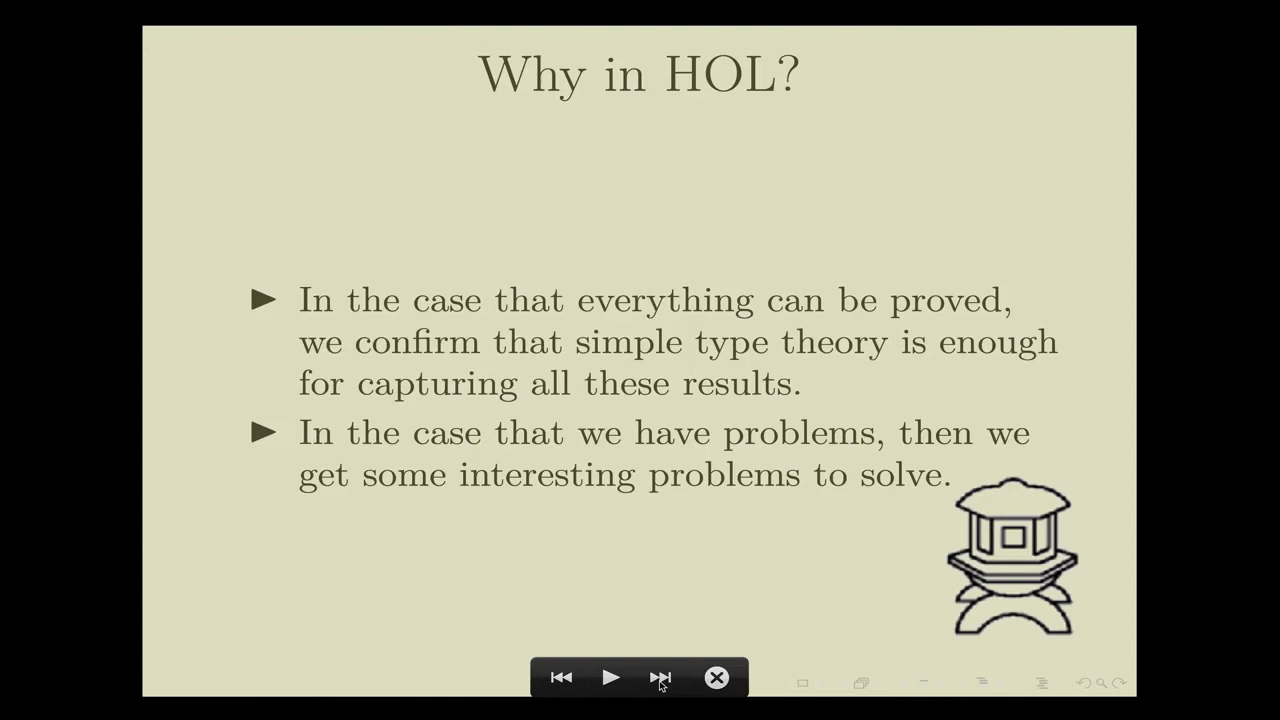 Why in HOL?
In the case that everything can be proved,
we confirm that simple type theory is enough
for capturing all these results.
In the case that we have problems, then we
get some interesting problems to solve.